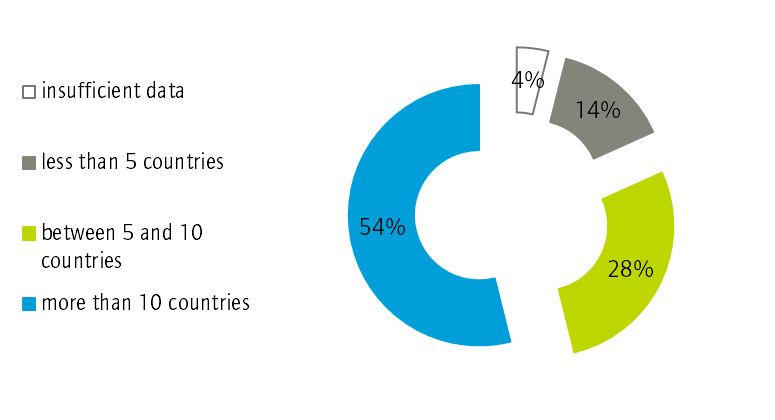 insufficient data
less than 5 countries
between 5 and 10
countries
more than 10 countries
4%
14%
28%
54%